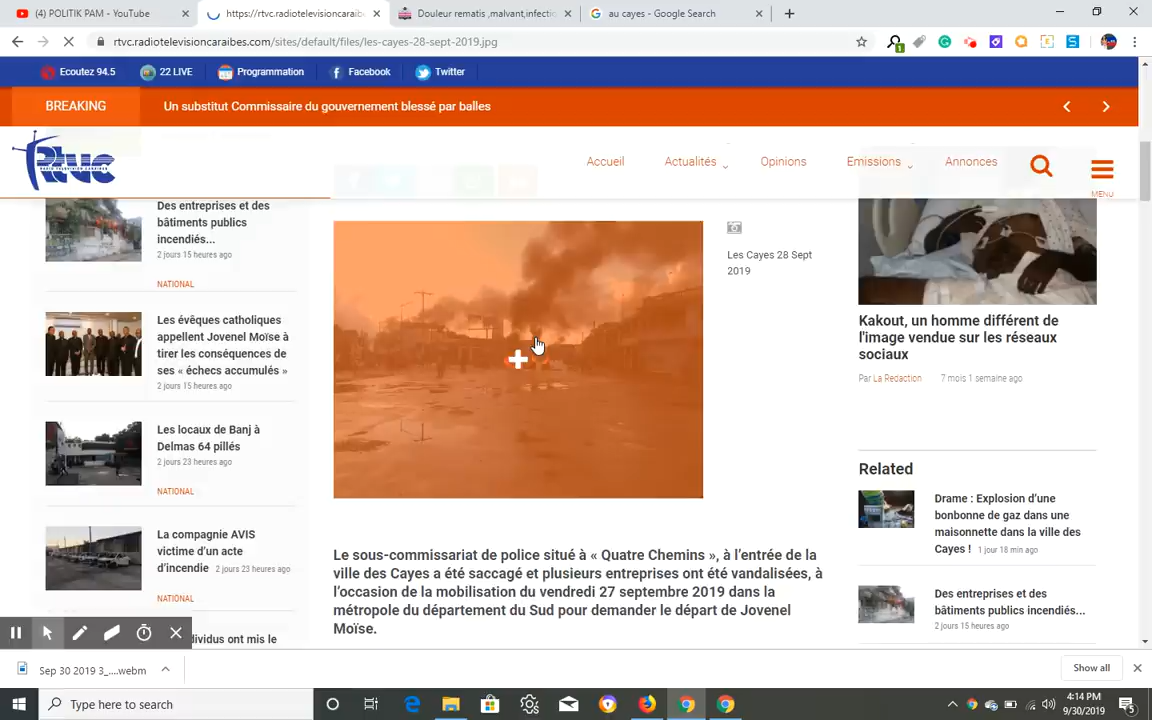 (4) POLITIK PAM - YouTube
https://rtvc.radiotelevisioncaraibe
Douleur rematis ,malvant,infectio
au cayes - Google Search
rtvc.radiotelevisioncaraibes.com/sites/default/files/les-cayes-28-sept-2019.jpg
1
Ecoutez 94.5
22 LIVE
Programmation
Facebook
Twitter
BREAKING
Un substitut Commissaire du gouvernement blessé par balles
RTVC
RADIO TELEVISION CARAIBES
Accueil
Actualités
Opinions
Emissions
Annonces
MENU
Des entreprises et des
bâtiments publics
incendiés...
2 jours 15 heures ago
NATIONAL
Les évêques catholiques
appellent Jovenel Moïse à
tirer les conséquences de
ses « échecs accumulés »
2 jours 15 heures ago
Les locaux de Banj à
Delmas 64 pillés
2 jours 23 heures ago
NATIONAL
La compagnie AVIS
victime d'un acte
d'incendie 2 jours 23 heures ago
NATIONAL
dividus ont mis le
Les Cayes 28 Sept
2019
Le sous-commissariat de police situé à « Quatre Chemins », à l'entrée de la
ville des Cayes a été saccagé et plusieurs entreprises ont été vandalisées, à
l'occasion de la mobilisation du vendredi 27 septembre 2019 dans la
métropole du département du Sud pour demander le départ de Jovenel
Moïse.
Kakout, un homme différent de
l'image vendue sur les réseaux
sociaux
Par La Redaction 7 mois 1 semaine ago
Related
Drame : Explosion d'une
bonbonne de gaz dans une
maisonnette dans la ville des
Cayes ! 1 jour 18 min ago
Des entreprises et des
bâtiments publics incendiés...
2 jours 15 heures ago
Sep 30 2019 3_....webm
Show all
Type here to search
4:14 PM
9/30/2019
5